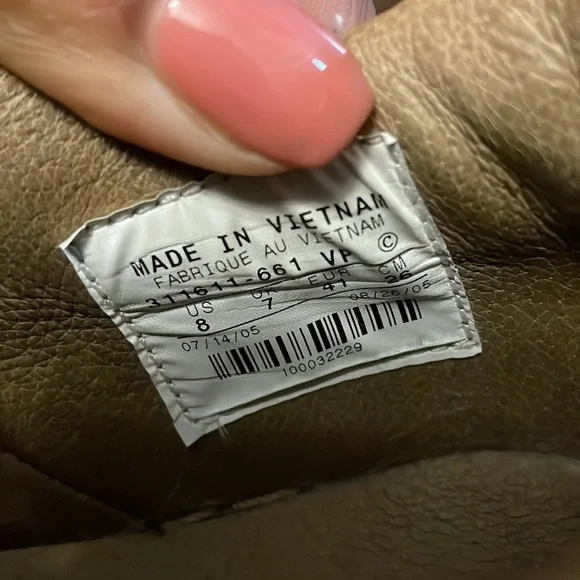 MADE IN VIETNAM
FABRIQUE AU VIETNAM
311611-661 VP ©
US EUR CM
8 7 41 26
07/14/05 08/26/05
100032229